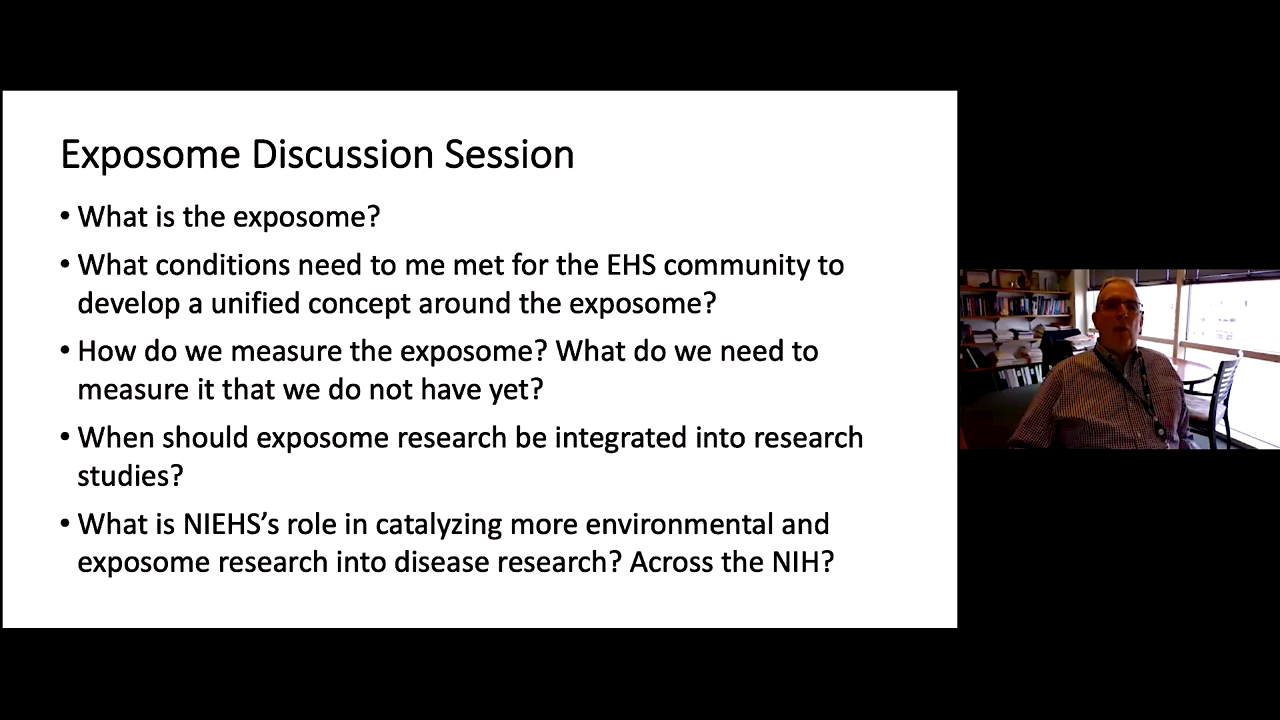 Exposome Discussion Session
• What is the exposome?
• What conditions need to me met for the EHS community to
develop a unified concept around the exposome?
• How do we measure the exposome? What do we need to
measure it that we do not have yet?
• When should exposome research be integrated into research
studies?
• What is NIEHS’s role in catalyzing more environmental and
exposome research into disease research? Across the NIH?